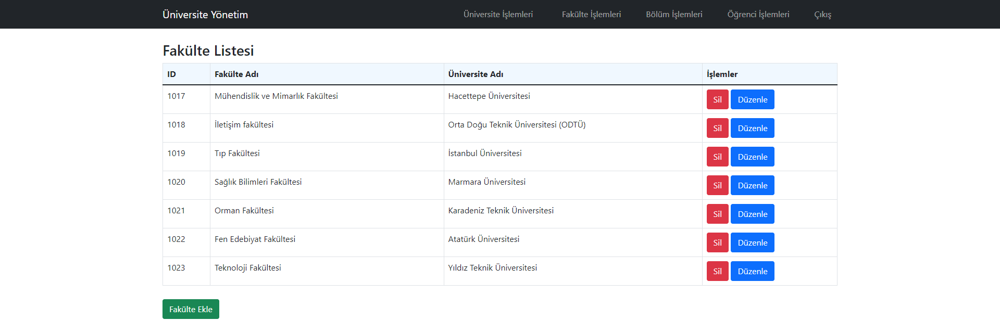 Üniversite Yönetim Üniversite İşlemleri Fakülte İşlemleri Bölüm İşlemleri Öğrenci İşlemleri Çıkış
Fakülte Listesi
ID Fakülte Adı Üniversite Adı İşlemler
1017 Mühendislik ve Mimarlık Fakültesi Hacettepe Üniversitesi Sil Düzenle
1018 İletişim fakültesi Orta Doğu Teknik Üniversitesi (ODTÜ) Sil Düzenle
1019 Tıp Fakültesi İstanbul Üniversitesi Sil Düzenle
1020 Sağlık Bilimleri Fakültesi Marmara Üniversitesi Sil Düzenle
1021 Orman Fakültesi Karadeniz Teknik Üniversitesi Sil Düzenle
1022 Fen Edebiyat Fakültesi Atatürk Üniversitesi Sil Düzenle
1023 Teknoloji Fakültesi Yıldız Teknik Üniversitesi Sil Düzenle
Fakülte Ekle